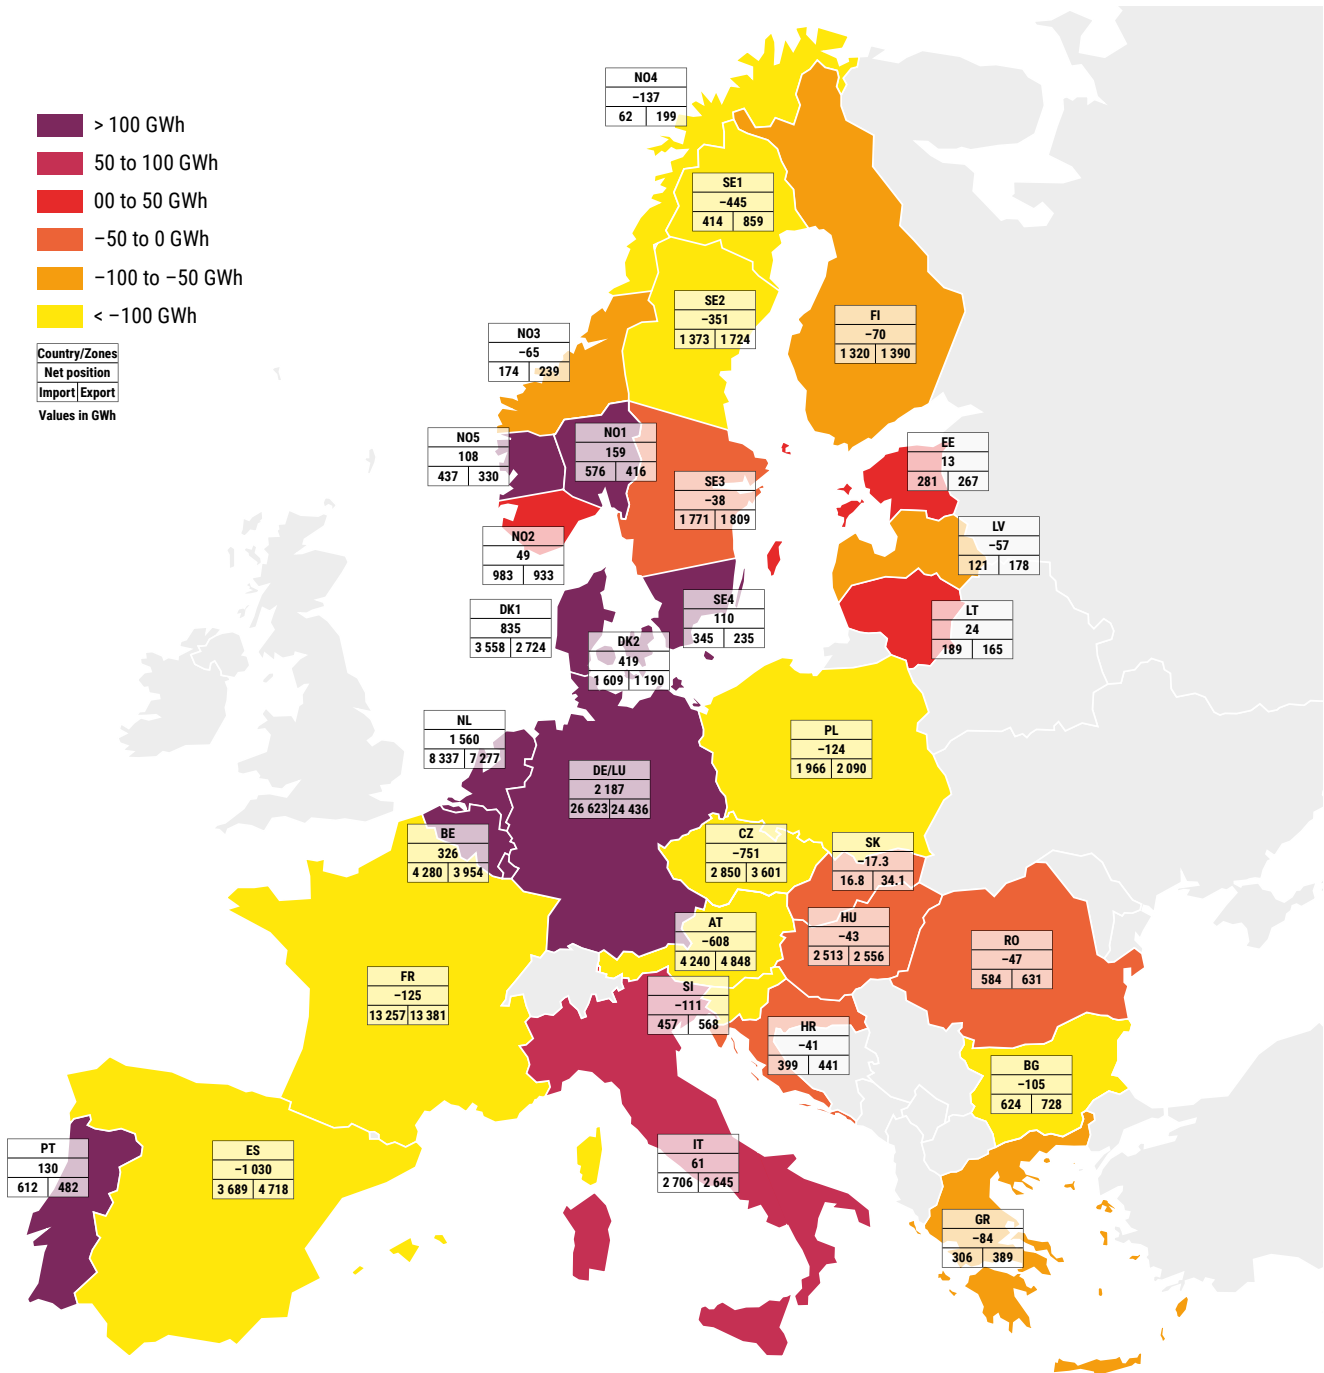 > 100 GWh
50 to 100 GWh
00 to 50 GWh
−50 to 0 GWh
−100 to −50 GWh
< −100 GWh
Country/Zones
Net position
Import Export
Values in GWh
NO4
−137
62 199
SE1
−445
414 859
SE2
−351
1 373 1 724
FI
−70
1 320 1 390
NO3
−65
174 239
NO5
108
437 330
NO1
159
576 416
SE3
−38
1 771 1 809
EE
13
281 267
NO2
49
983 933
LV
−57
121 178
DK1
835
3 558 2 724
SE4
110
345 235
LT
24
189 165
DK2
419
1 609 1 190
NL
1 560
8 337 7 277
PL
−124
1 966 2 090
DE/LU
2 187
26 623 24 436
BE
326
4 280 3 954
CZ
−751
2 850 3 601
SK
−17.3
16.8 34.1
AT
−608
4 240 4 848
HU
−43
2 513 2 556
RO
−47
584 631
FR
−125
13 257 13 381
SI
−111
457 568
HR
−41
399 441
BG
−105
624 728
PT
130
612 482
ES
−1 030
3 689 4 718
IT
61
2 706 2 645
GR
−84
306 389